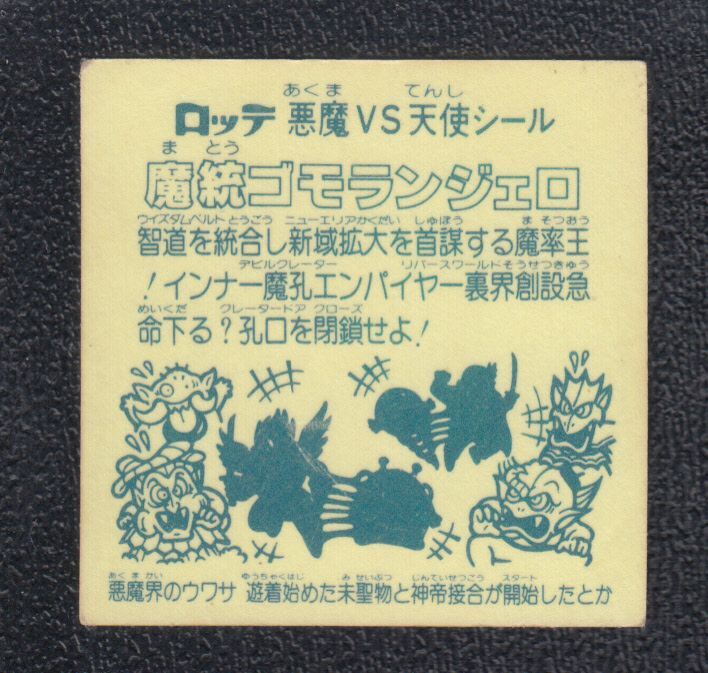 あくま てんし
ロッテ 悪魔VS天使シール
ま とう
魔統ゴモランジェロ
ウイズダムベルト とうごう ニューエリアかくだい しゅぼう ま そつおう
智道を統合し新域拡大を首謀する魔率王
デビルクレーター リバースワールドそうせつきゅう
!インナー魔孔エンパイヤー裏界創設急
めいくだ クレータードア クローズ
命下る?孔口を閉鎖せよ!
あく ま かい ゆうちゃくはじ み せいぶつ しんていせつごう スタート
悪魔界のウワサ 遊着始めた未聖物と神帝接合が開始したとか